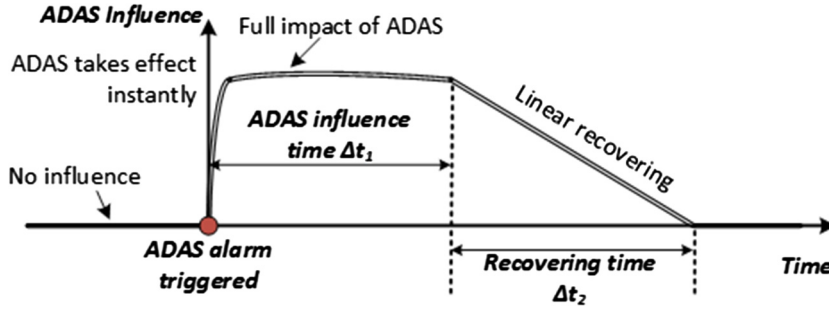 ADAS Influence
Full impact of ADAS
ADAS takes effect
instantly
ADAS influence
time Δt₁
Linear recovering
No influence
ADAS alarm
triggered
Recovering time
Δt₂
Time